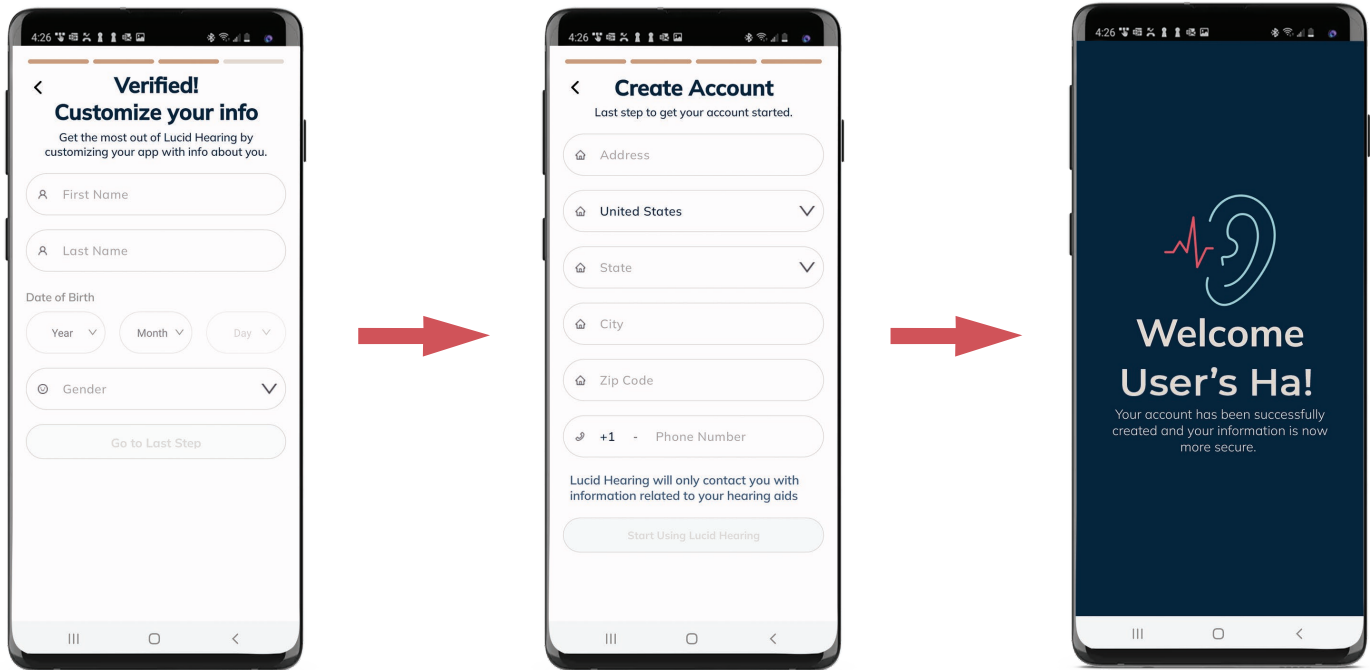 4:26
Verified!
Customize your info
Get the most out of Lucid Hearing by
customizing your app with info about you.
First Name
Last Name
Date of Birth
Year
Month
Day
Gender
Go to Last Step
4:26
Create Account
Last step to get your account started.
Address
United States
State
City
Zip Code
+1 - Phone Number
Lucid Hearing will only contact you with
information related to your hearing aids
Start Using Lucid Hearing
4:26
Welcome
User's Ha!
Your account has been successfully
created and your information is now
more secure.